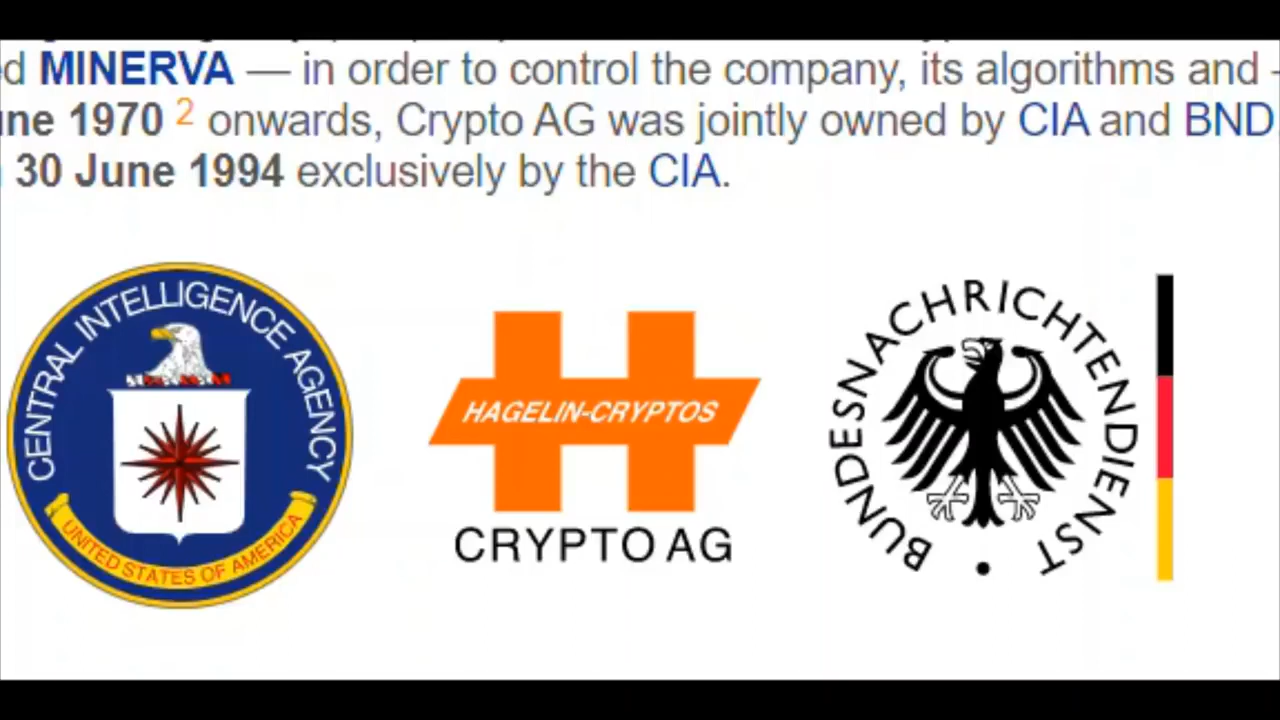 ed MINERVA — in order to control the company, its algorithms and -
une 1970 2 onwards, Crypto AG was jointly owned by CIA and BND
30 June 1994 exclusively by the CIA.
CENTRAL INTELLIGENCE AGENCY
UNITED STATES OF AMERICA
HAGELIN-CRYPTOS
CRYPTO AG
BUNDESNACHRICHTENDIENST